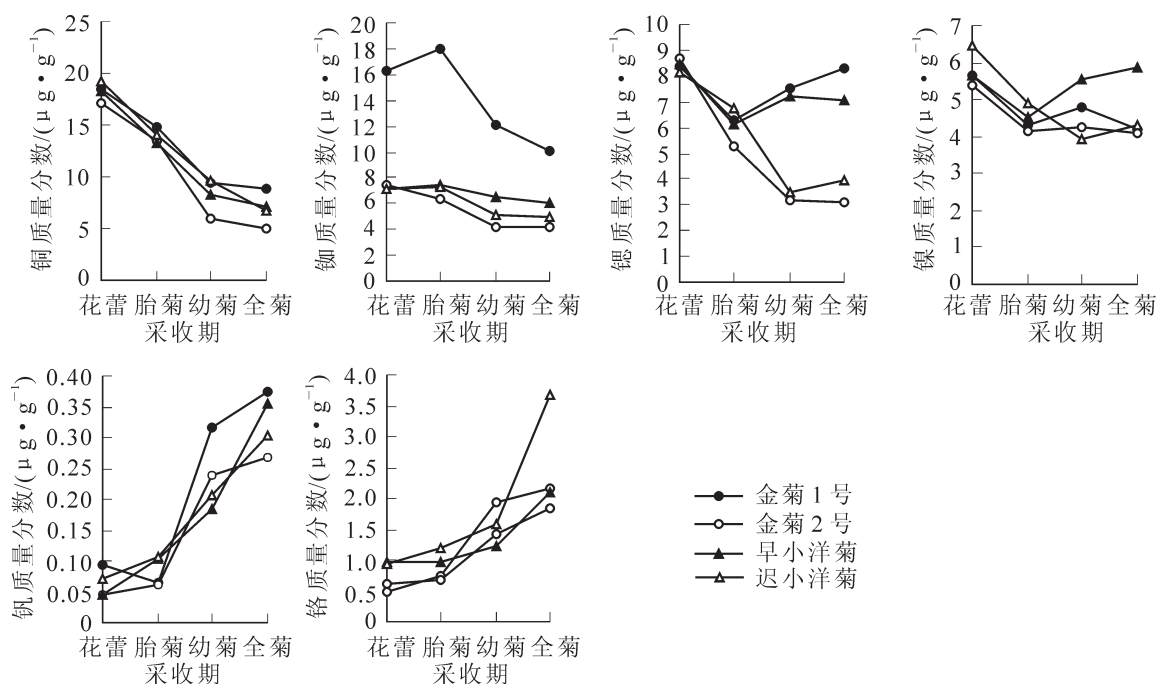 铜质量分数/(μg·g⁻¹)
25
20
15
10
5
0
花蕾 胎菊 幼菊 全菊
采收期
铷质量分数/(μg·g⁻¹)
20
18
16
14
12
10
8
6
4
2
0
花蕾 胎菊 幼菊 全菊
采收期
锶质量分数/(μg·g⁻¹)
10
9
8
7
6
5
4
3
2
1
0
花蕾 胎菊 幼菊 全菊
采收期
镍质量分数/(μg·g⁻¹)
7
6
5
4
3
2
1
0
花蕾 胎菊 幼菊 全菊
采收期
钒质量分数/(μg·g⁻¹)
0.40
0.35
0.30
0.25
0.20
0.15
0.10
0.05
0
花蕾 胎菊 幼菊 全菊
采收期
铬质量分数/(μg·g⁻¹)
4.0
3.5
3.0
2.5
2.0
1.5
1.0
0.5
0
花蕾 胎菊 幼菊 全菊
采收期
金菊1号
金菊2号
早小洋菊
迟小洋菊